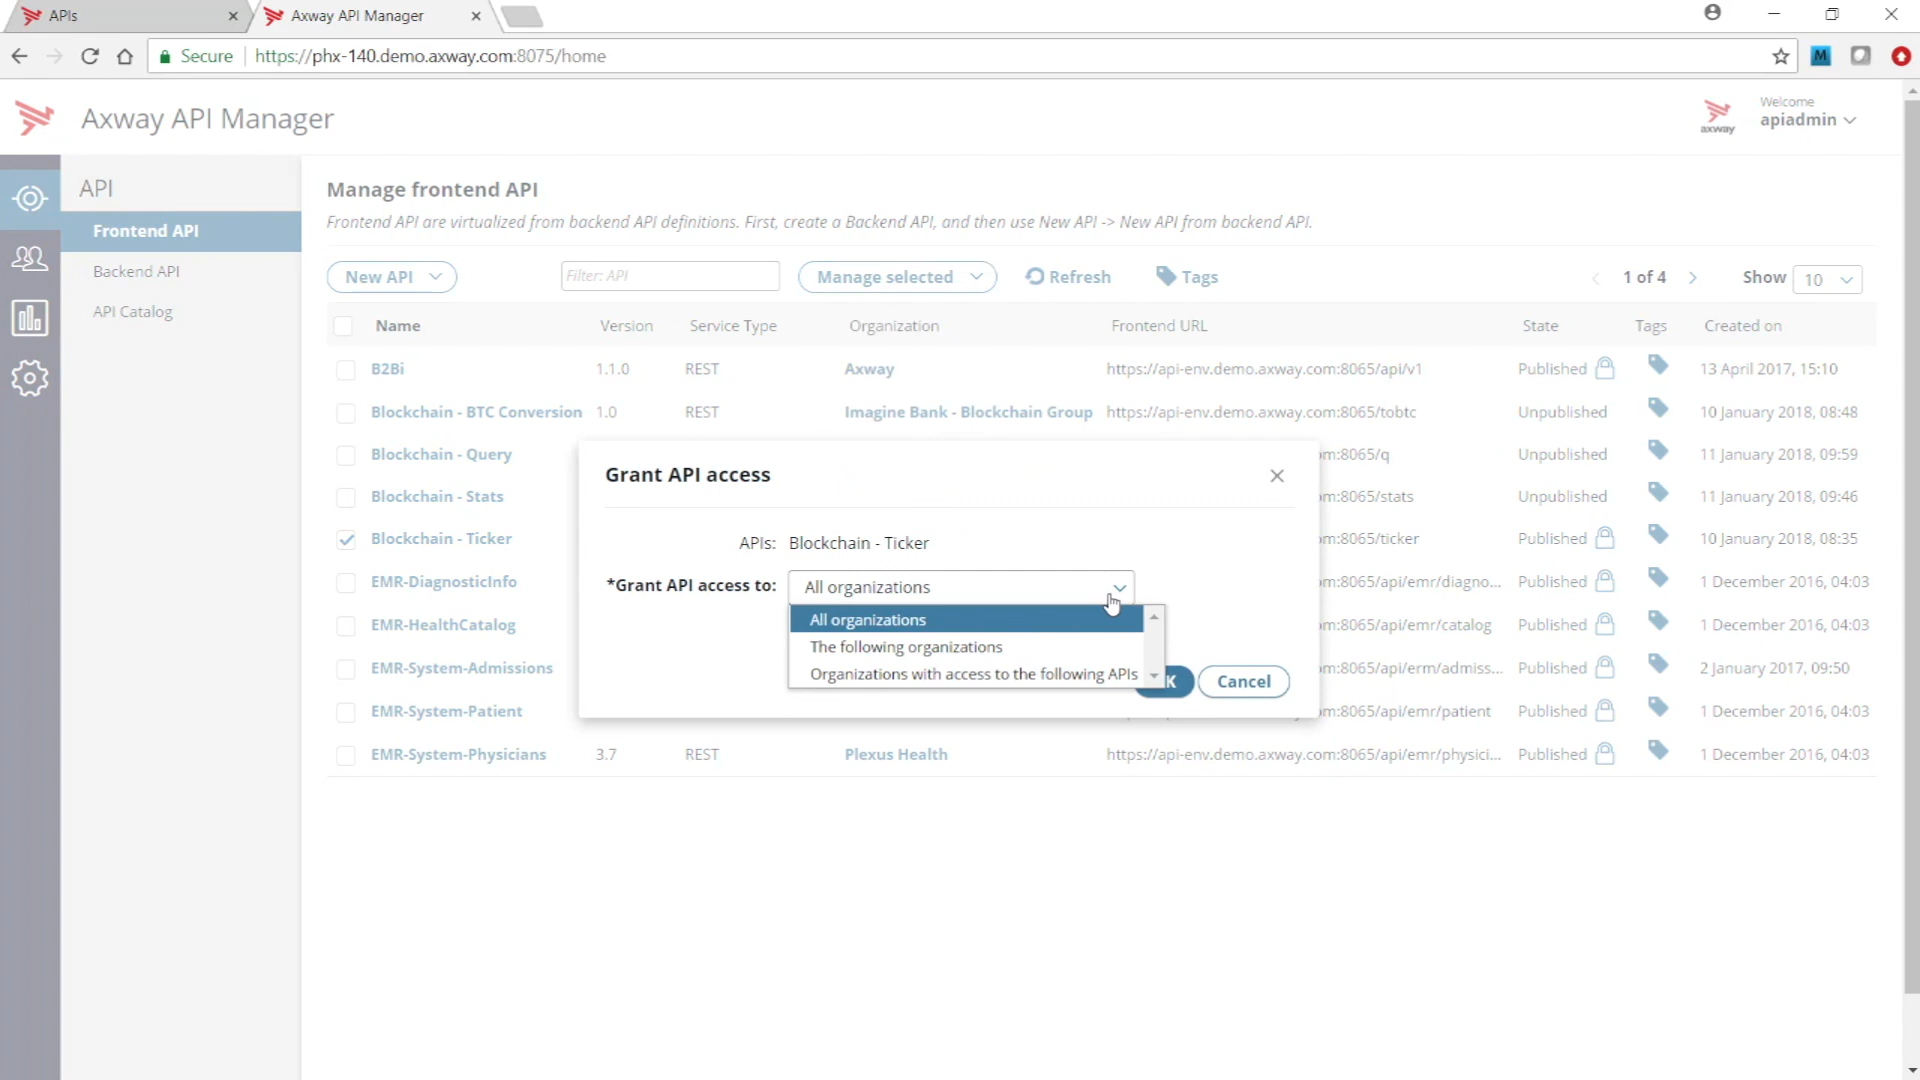 APIs
Axway API Manager
Secure https://phx-140.demo.axway.com:8075/home
M
Axway API Manager
axway
Welcome
apiadmin
API
Frontend API
Backend API
API Catalog
Manage frontend API
Frontend API are virtualized from backend API definitions. First, create a Backend API, and then use New API -> New API from backend API.
New API
Filter: API
Manage selected
Refresh
Tags
1 of 4
Show 10
Name Version Service Type Organization Frontend URL State Tags Created on
B2Bi 1.1.0 REST Axway https://api-env.demo.axway.com:8065/api/v1 Published 13 April 2017, 15:10
Blockchain - BTC Conversion 1.0 REST Imagine Bank - Blockchain Group https://api-env.demo.axway.com:8065/tobtc Unpublished 10 January 2018, 08:48
Blockchain - Query om:8065/q Unpublished 11 January 2018, 09:59
Blockchain - Stats om:8065/stats Unpublished 11 January 2018, 09:46
Blockchain - Ticker om:8065/ticker Published 10 January 2018, 08:35
EMR-DiagnosticInfo om:8065/api/emr/diagno... Published 1 December 2016, 04:03
EMR-HealthCatalog om:8065/api/emr/catalog Published 1 December 2016, 04:03
EMR-System-Admissions om:8065/api/erm/admiss... Published 2 January 2017, 09:50
EMR-System-Patient om:8065/api/emr/patient Published 1 December 2016, 04:03
EMR-System-Physicians 3.7 REST Plexus Health https://api-env.demo.axway.com:8065/api/emr/physici... Published 1 December 2016, 04:03
Grant API access
APIs: Blockchain - Ticker
*Grant API access to: All organizations
All organizations
The following organizations
Organizations with access to the following APIs
K
Cancel